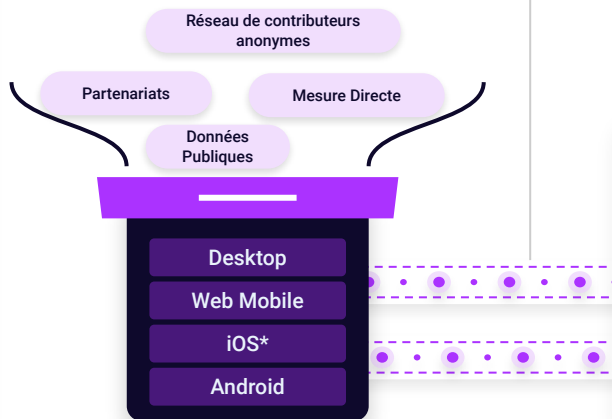 Réseau de contributeurs
anonymes
Partenariats
Mesure Directe
Données
Publiques
Desktop
Web Mobile
iOS*
Android